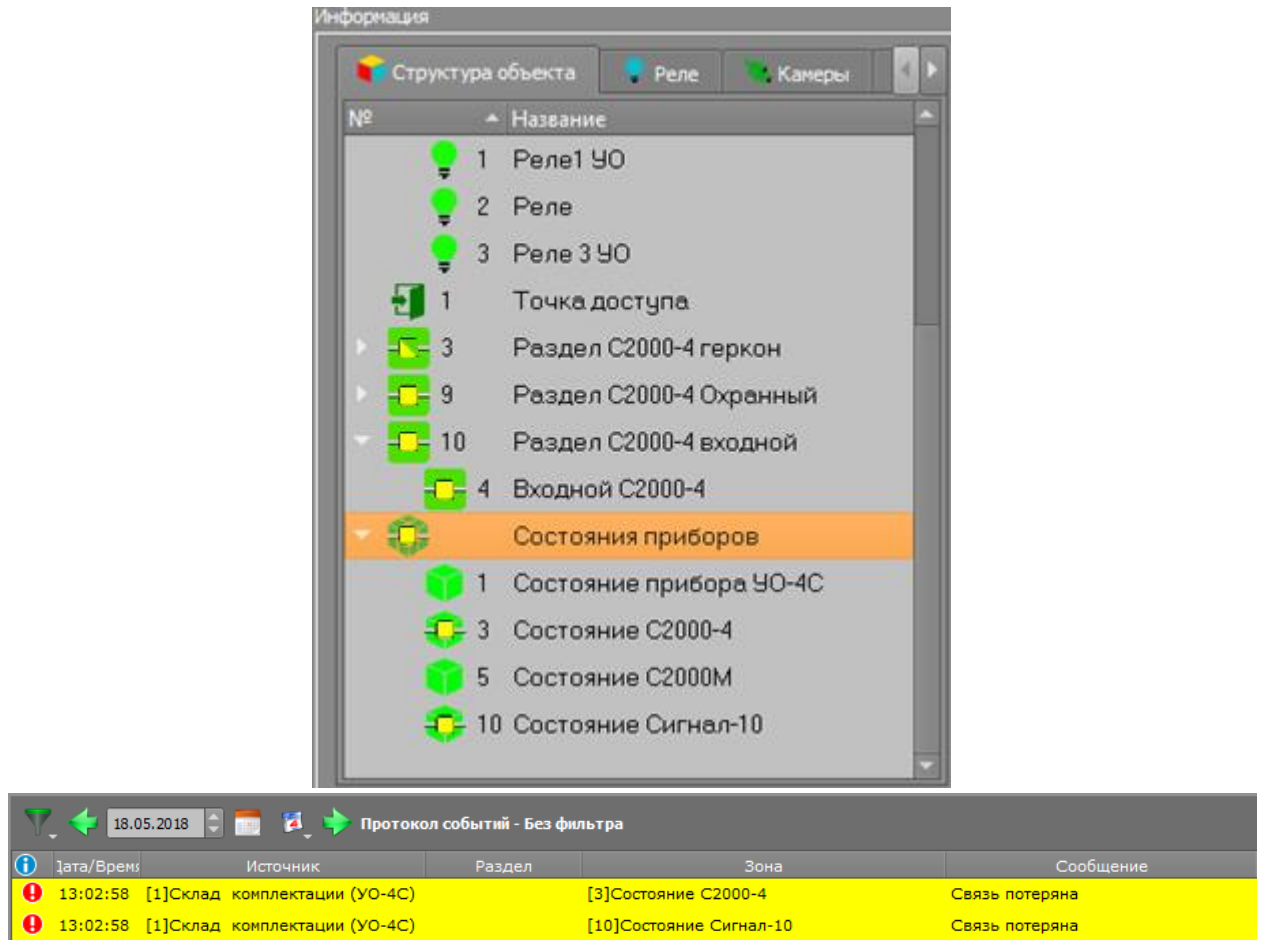 Информация
Структура объекта Реле Камеры
№ Название
1 Реле1 УО
2 Реле
3 Реле 3 УО
1 Точка доступа
3 Раздел С2000-4 геркон
9 Раздел С2000-4 Охранный
10 Раздел С2000-4 входной
4 Входной С2000-4
Состояния приборов
1 Состояние прибора УО-4С
3 Состояние С2000-4
5 Состояние С2000М
10 Состояние Сигнал-10
18.05.2018 Протокол событий - Без фильтра
Дата/Время Источник Раздел Зона Сообщение
13:02:58 [1]Склад комплектации (УО-4С) [3]Состояние С2000-4 Связь потеряна
13:02:58 [1]Склад комплектации (УО-4С) [10]Состояние Сигнал-10 Связь потеряна